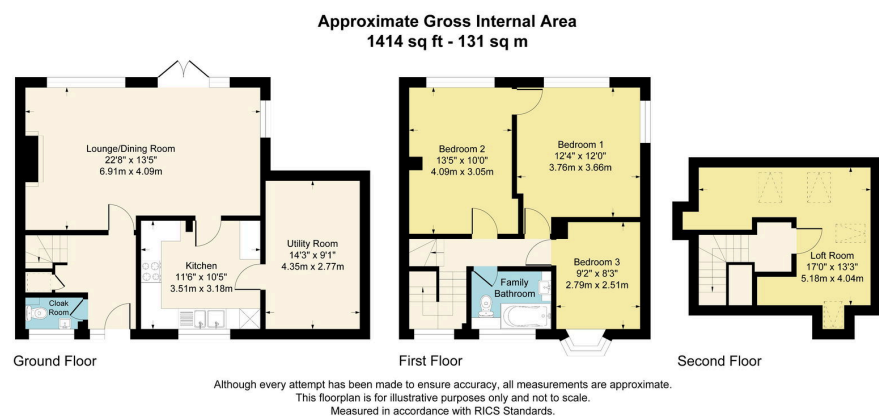 Approximate Gross Internal Area
1414 sq ft - 131 sq m
Lounge/Dining Room
22'8" x 13'5"
6.91m x 4.09m
Kitchen
11'6" x 10'5"
3.51m x 3.18m
Utility Room
14'3" x 9'1"
4.35m x 2.77m
Cloak
Room
Ground Floor
Bedroom 2
13'5" x 10'0"
4.09m x 3.05m
Bedroom 1
12'4" x 12'0"
3.76m x 3.66m
Bedroom 3
9'2" x 8'3"
2.79m x 2.51m
Family
Bathroom
First Floor
Loft Room
17'0" x 13'3"
5.18m x 4.04m
Second Floor
Although every attempt has been made to ensure accuracy, all measurements are approximate.
This floorplan is for illustrative purposes only and not to scale.
Measured in accordance with RICS Standards.